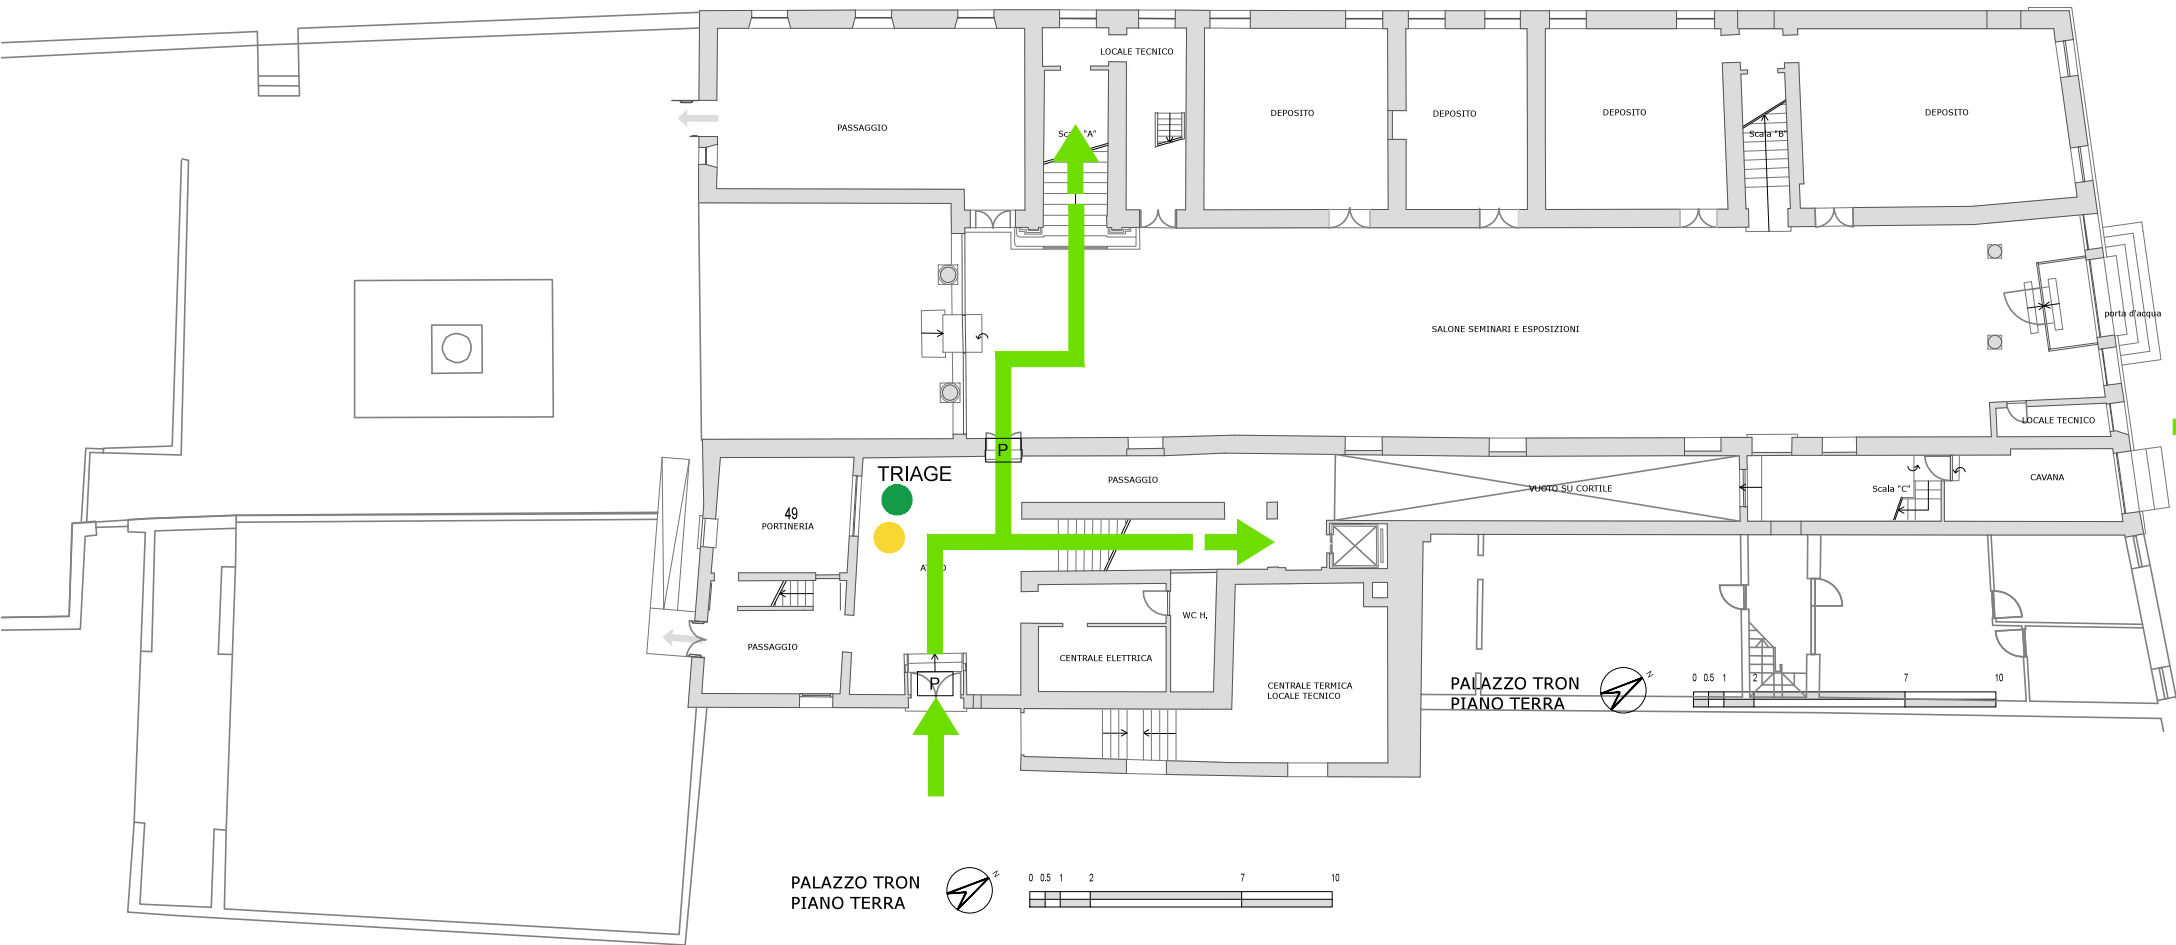 LOCALE TECNICO
PASSAGGIO
Scala "A"
DEPOSITO
DEPOSITO
DEPOSITO
Scala "B"
DEPOSITO
porta d'acqua
SALONE SEMINARI E ESPOSIZIONI
LOCALE TECNICO
P
TRIAGE
PASSAGGIO
VUOTO SU CORTILE
Scala "C"
CAVANA
49
PORTINERIA
WC H.
PASSAGGIO
CENTRALE ELETTRICA
P
CENTRALE TERMICA
LOCALE TECNICO
PALAZZO TRON
PIANO TERRA
N
0 0.5 1 2 7 10
PALAZZO TRON
PIANO TERRA
N
0 0.5 1 2 7 10